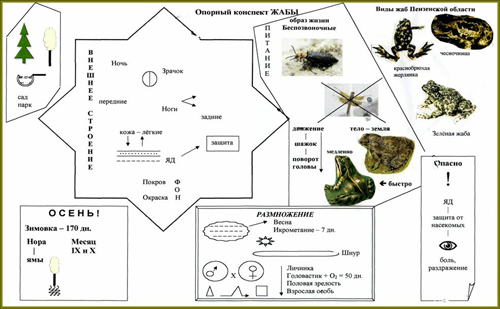 Опорный конспект ЖАБЫ
сад
парк
ВНЕШНЕЕ СТРОЕНИЕ
Ночь
Зрачок
передние
Ноги
задние
кожа – лёгкие
защита
ЯД
Покров
Окраска
ФОН
ПИТАНИЕ
образ жизни
Беспозвоночные
движение
шажок
поворот
головы
медленно
тело – земля
быстро
Виды жаб Пензенской области
краснобрюхая
жерлянка
чесночница
Зелёная жаба
Опасно
!
ЯД
защита от
насекомых
боль,
раздражение
ОСЕНЬ!
Зимовка – 170 дн.
Нора
ямы
Месяц
IX и X
РАЗМНОЖЕНИЕ
Весна
Икрометание – 7 дн.
Шнур
X
Личинка
Головастик + O₂ = 50 дн.
Половая зрелость
Взрослая особь